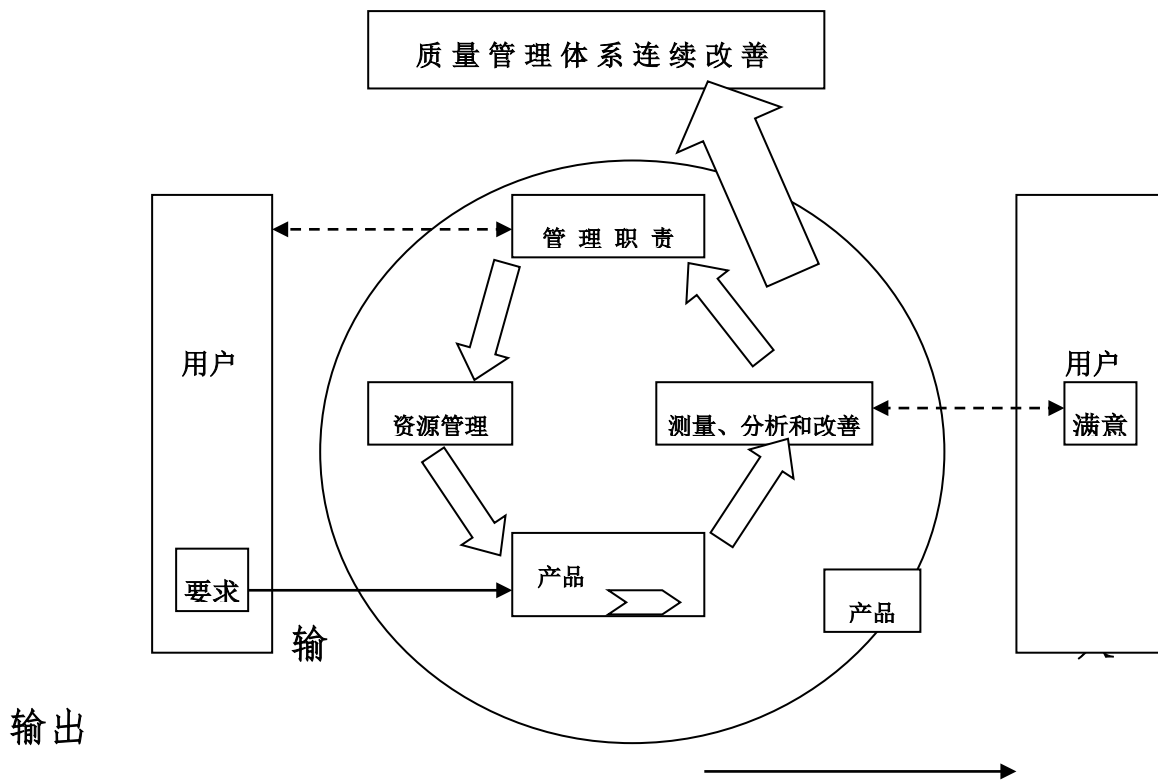 质量管理体系连续改善
管理职责
用户
用户
资源管理
测量、分析和改善
满意
产品
要求
产品
输
输出